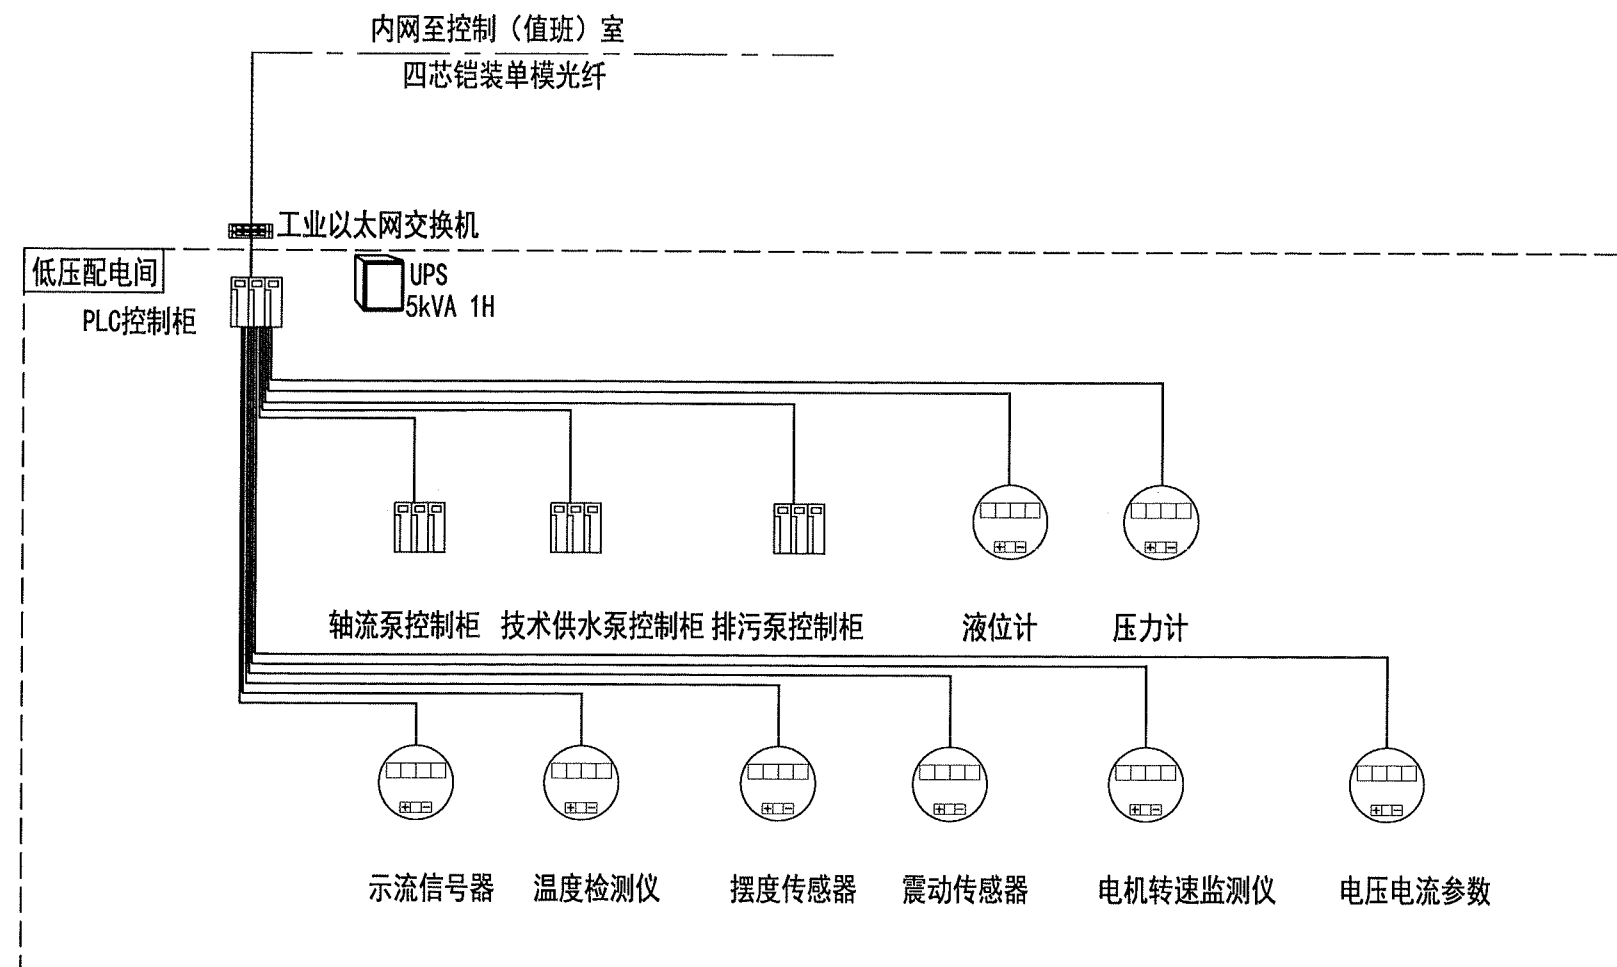 内网至控制（值班）室
四芯铠装单模光纤
工业以太网交换机
低压配电间
UPS
5kVA 1H
PLC控制柜
轴流泵控制柜 技术供水泵控制柜 排污泵控制柜 液位计 压力计
示流信号器 温度检测仪 摆度传感器 震动传感器 电机转速监测仪 电压电流参数